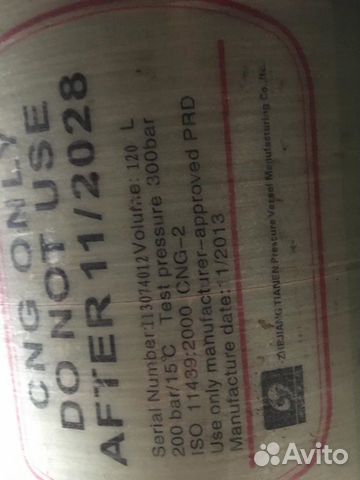 CNG ONLY
DO NOT USE
AFTER 11/2028
Serial Number:113074012 Volume: 120 L
200 bar/15℃ Test pressure 300bar
ISO 11439:2000 CNG-2
Use only manufacturer-approved PRD
Manufacture date:11/2013
ZHEJIANG TIANEN Pressure Vessel Manufacturing Co., ltd.
Avito